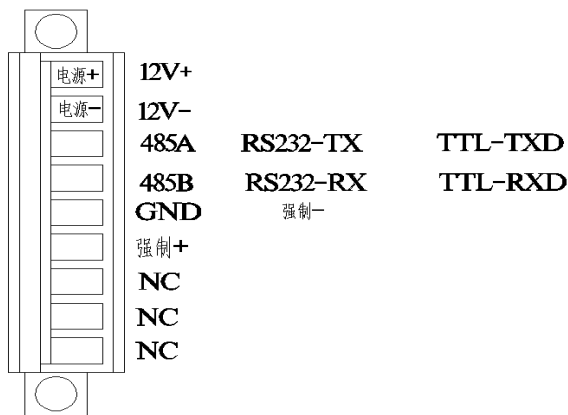 电源+ 12V+
电源- 12V-
485A RS232-TX TTL-TXD
485B RS232-RX TTL-RXD
GND 强制-
强制+
NC
NC
NC